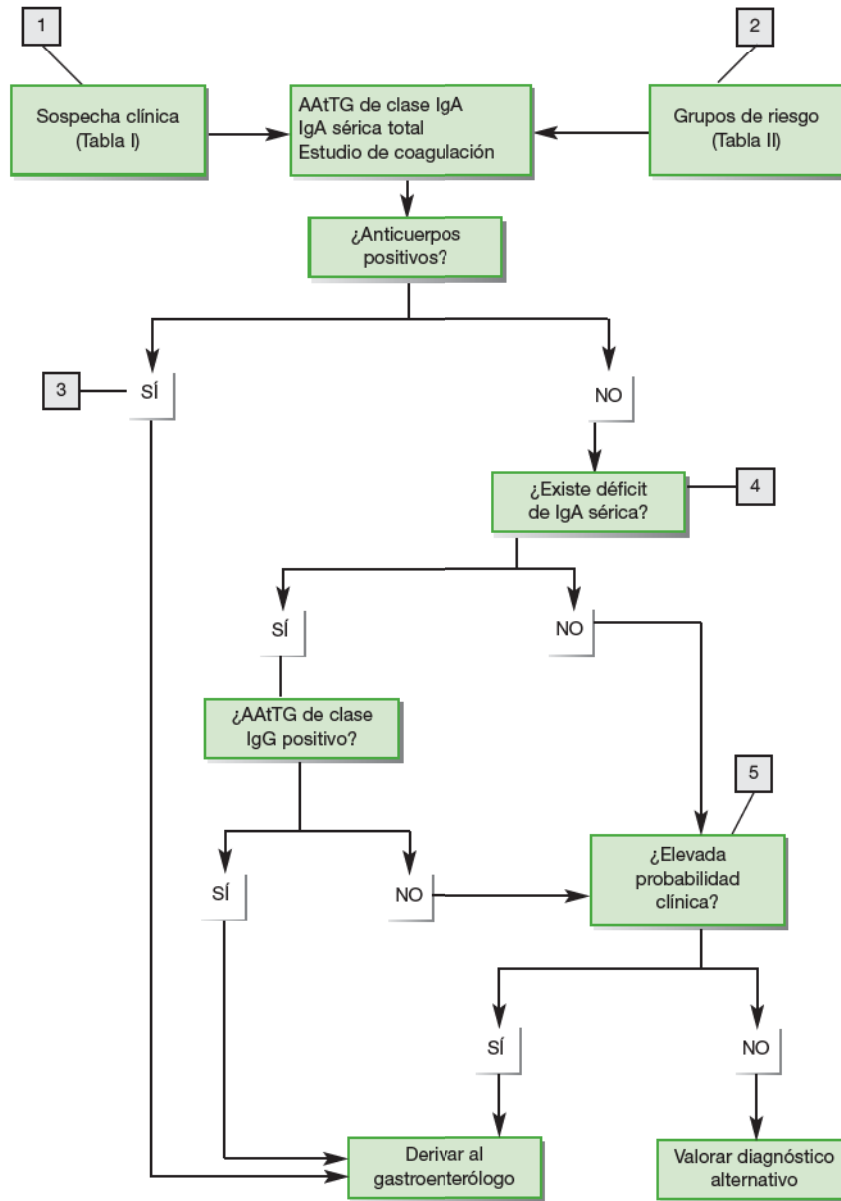 1
2
Sospecha clínica
(Tabla I)
AAtTG de clase IgA
IgA sérica total
Estudio de coagulación
Grupos de riesgo
(Tabla II)
¿Anticuerpos
positivos?
3
SÍ
NO
¿Existe déficit
de IgA sérica?
4
SÍ
NO
¿AAtTG de clase
IgG positivo?
5
SÍ
NO
¿Elevada
probabilidad
clínica?
SÍ
NO
Derivar al
gastroenterólogo
Valorar diagnóstico
alternativo